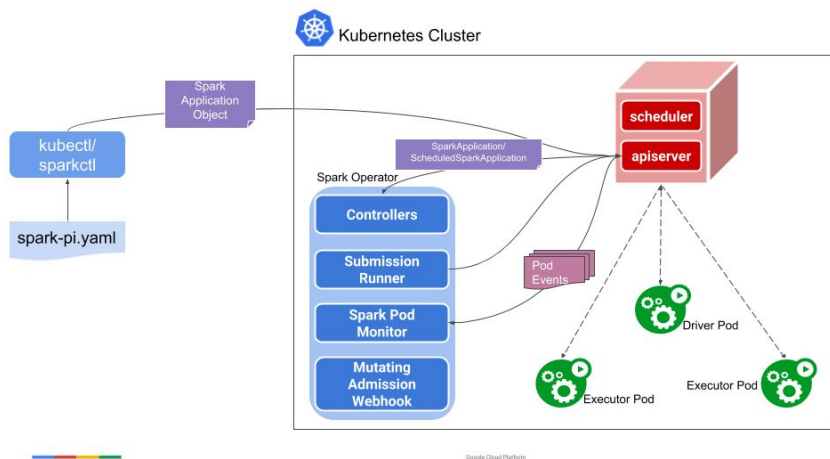 Kubernetes Cluster
Spark
Application
Object
scheduler
kubectl/
sparkctl
SparkApplication/
ScheduledSparkApplication
apiserver
Spark Operator
Controllers
spark-pi.yaml
Submission
Runner
Pod
Events
Spark Pod
Monitor
Driver Pod
Mutating
Admission
Webhook
Executor Pod
Executor Pod
Google Cloud Platform